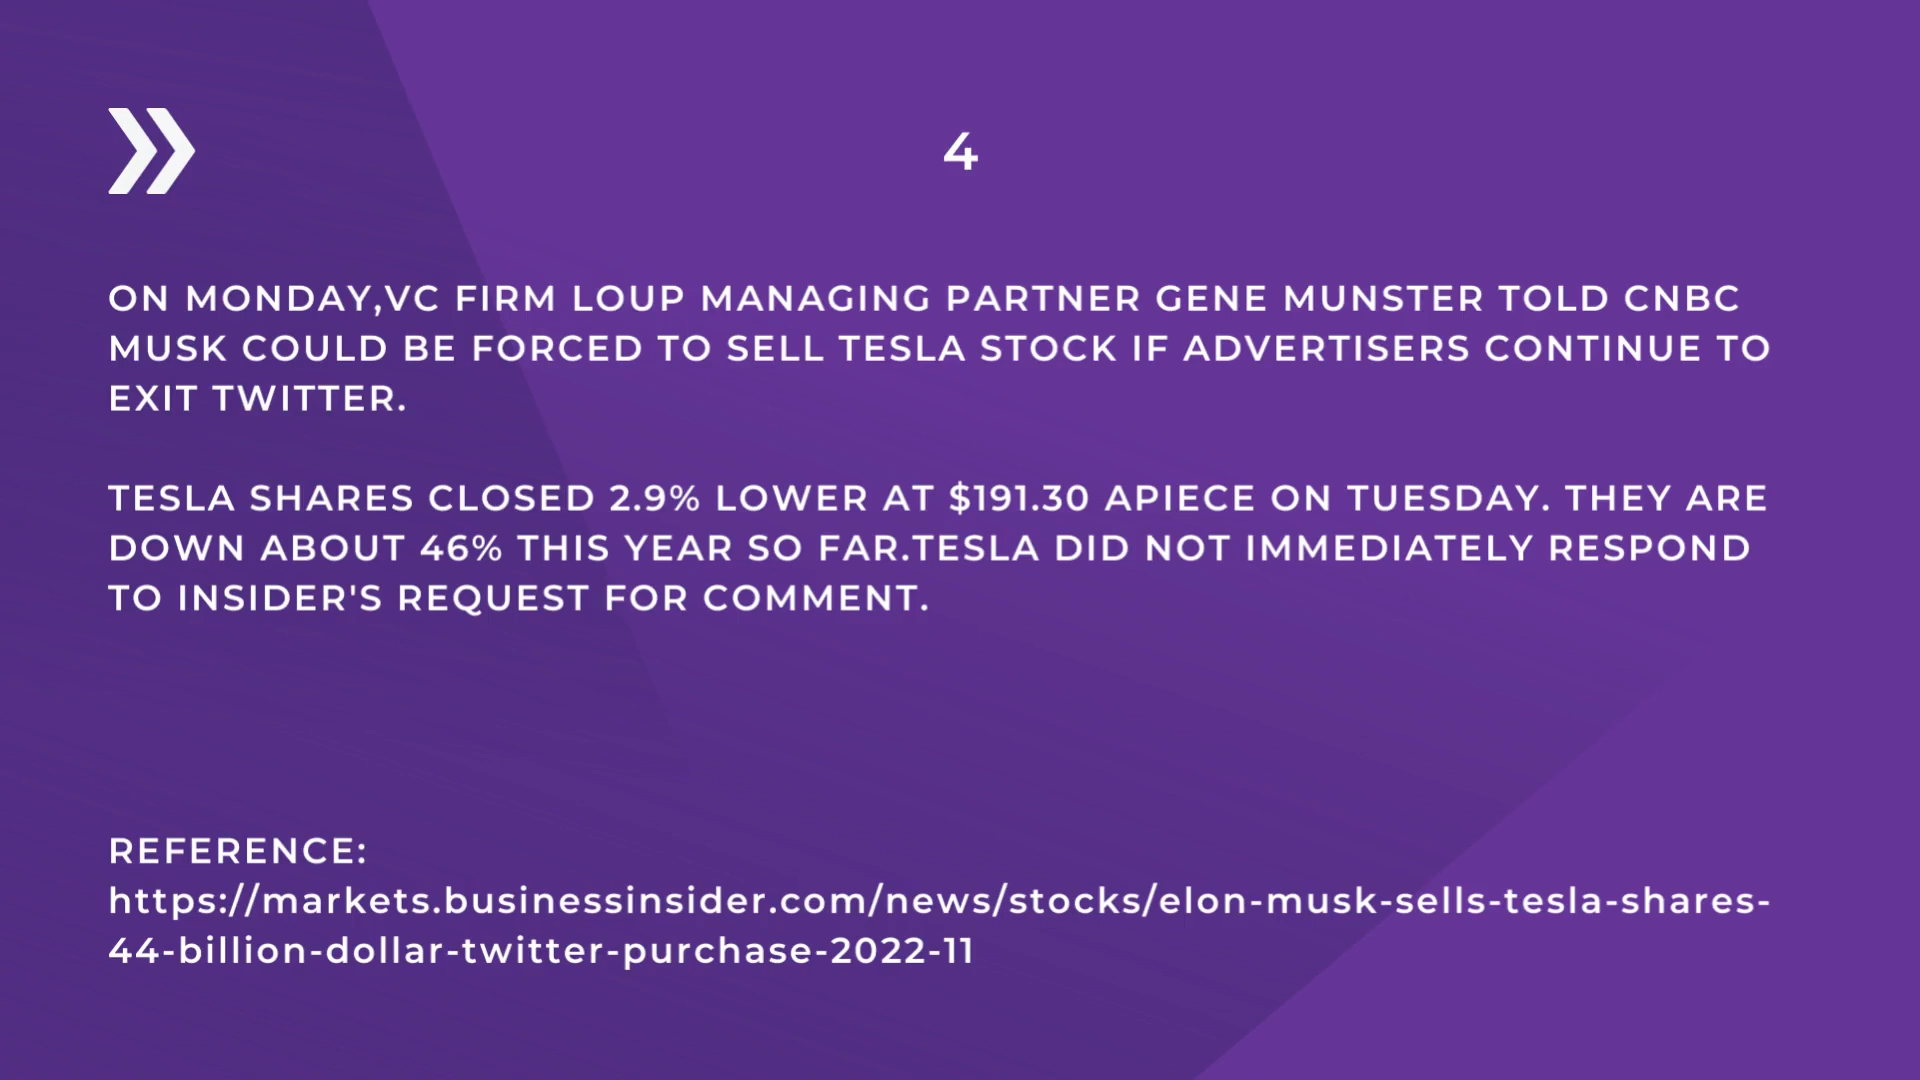 4
ON MONDAY,VC FIRM LOUP MANAGING PARTNER GENE MUNSTER TOLD CNBC
MUSK COULD BE FORCED TO SELL TESLA STOCK IF ADVERTISERS CONTINUE TO
EXIT TWITTER.
TESLA SHARES CLOSED 2.9% LOWER AT $191.30 APIECE ON TUESDAY. THEY ARE
DOWN ABOUT 46% THIS YEAR SO FAR.TESLA DID NOT IMMEDIATELY RESPOND
TO INSIDER'S REQUEST FOR COMMENT.
REFERENCE:
https://markets.businessinsider.com/news/stocks/elon-musk-sells-tesla-shares-
44-billion-dollar-twitter-purchase-2022-11